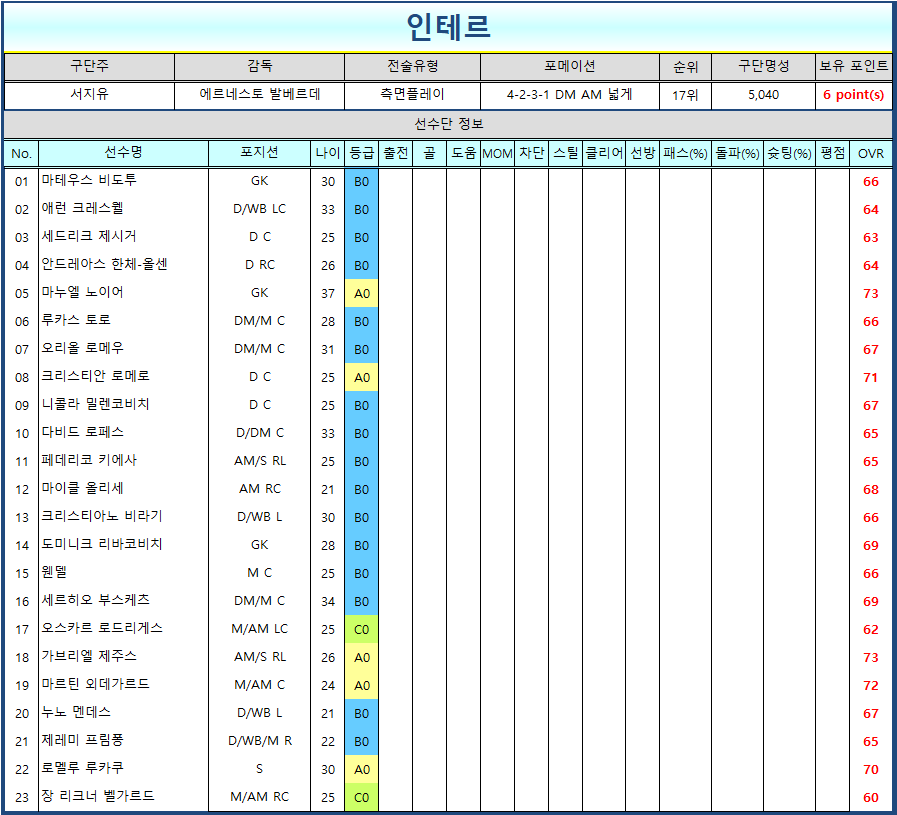 인테르
구단주 감독 전술유형 포메이션 순위 구단명성 보유 포인트
서지유 에르네스토 발베르데 측면플레이 4-2-3-1 DM AM 넓게 17위 5,040 6 point(s)
선수단 정보
No. 선수명 포지션 나이 등급 출전 골 도움 MOM 차단 스틸 클리어 선방 패스(%) 돌파(%) 슛팅(%) 평점 OVR
01 마테우스 비도투 GK 30 B0 66
02 애런 크레스웰 D/WB LC 33 B0 64
03 세드리크 제시거 D C 25 B0 63
04 안드레아스 한체-올센 D RC 26 B0 64
05 마누엘 노이어 GK 37 A0 73
06 루카스 토로 DM/M C 28 B0 66
07 오리올 로메우 DM/M C 31 B0 67
08 크리스티안 로메로 D C 25 A0 71
09 니콜라 밀렌코비치 D C 25 B0 67
10 다비드 로페스 D/DM C 33 B0 65
11 페데리코 키에사 AM/S RL 25 B0 65
12 마이클 올리세 AM RC 21 B0 68
13 크리스티아노 비라기 D/WB L 30 B0 66
14 도미니크 리바코비치 GK 28 B0 69
15 웬델 M C 25 B0 66
16 세르히오 부스케츠 DM/M C 34 B0 69
17 오스카르 로드리게스 M/AM LC 25 C0 62
18 가브리엘 제주스 AM/S RL 26 A0 73
19 마르틴 외데가르드 M/AM C 24 A0 72
20 누노 멘데스 D/WB L 21 B0 67
21 제레미 프림퐁 D/WB/M R 22 B0 65
22 로멜루 루카쿠 S 30 A0 70
23 장 리크너 벨가르드 M/AM RC 25 C0 60